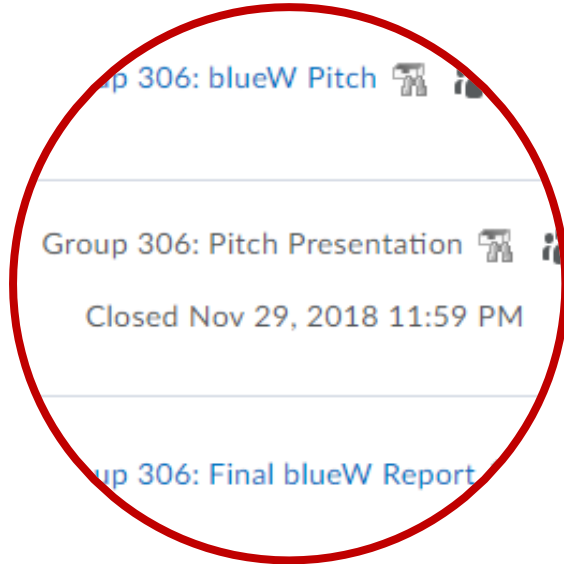 up 306: blueW Pitch
Group 306: Pitch Presentation
Closed Nov 29, 2018 11:59 PM
up 306: Final blueW Report